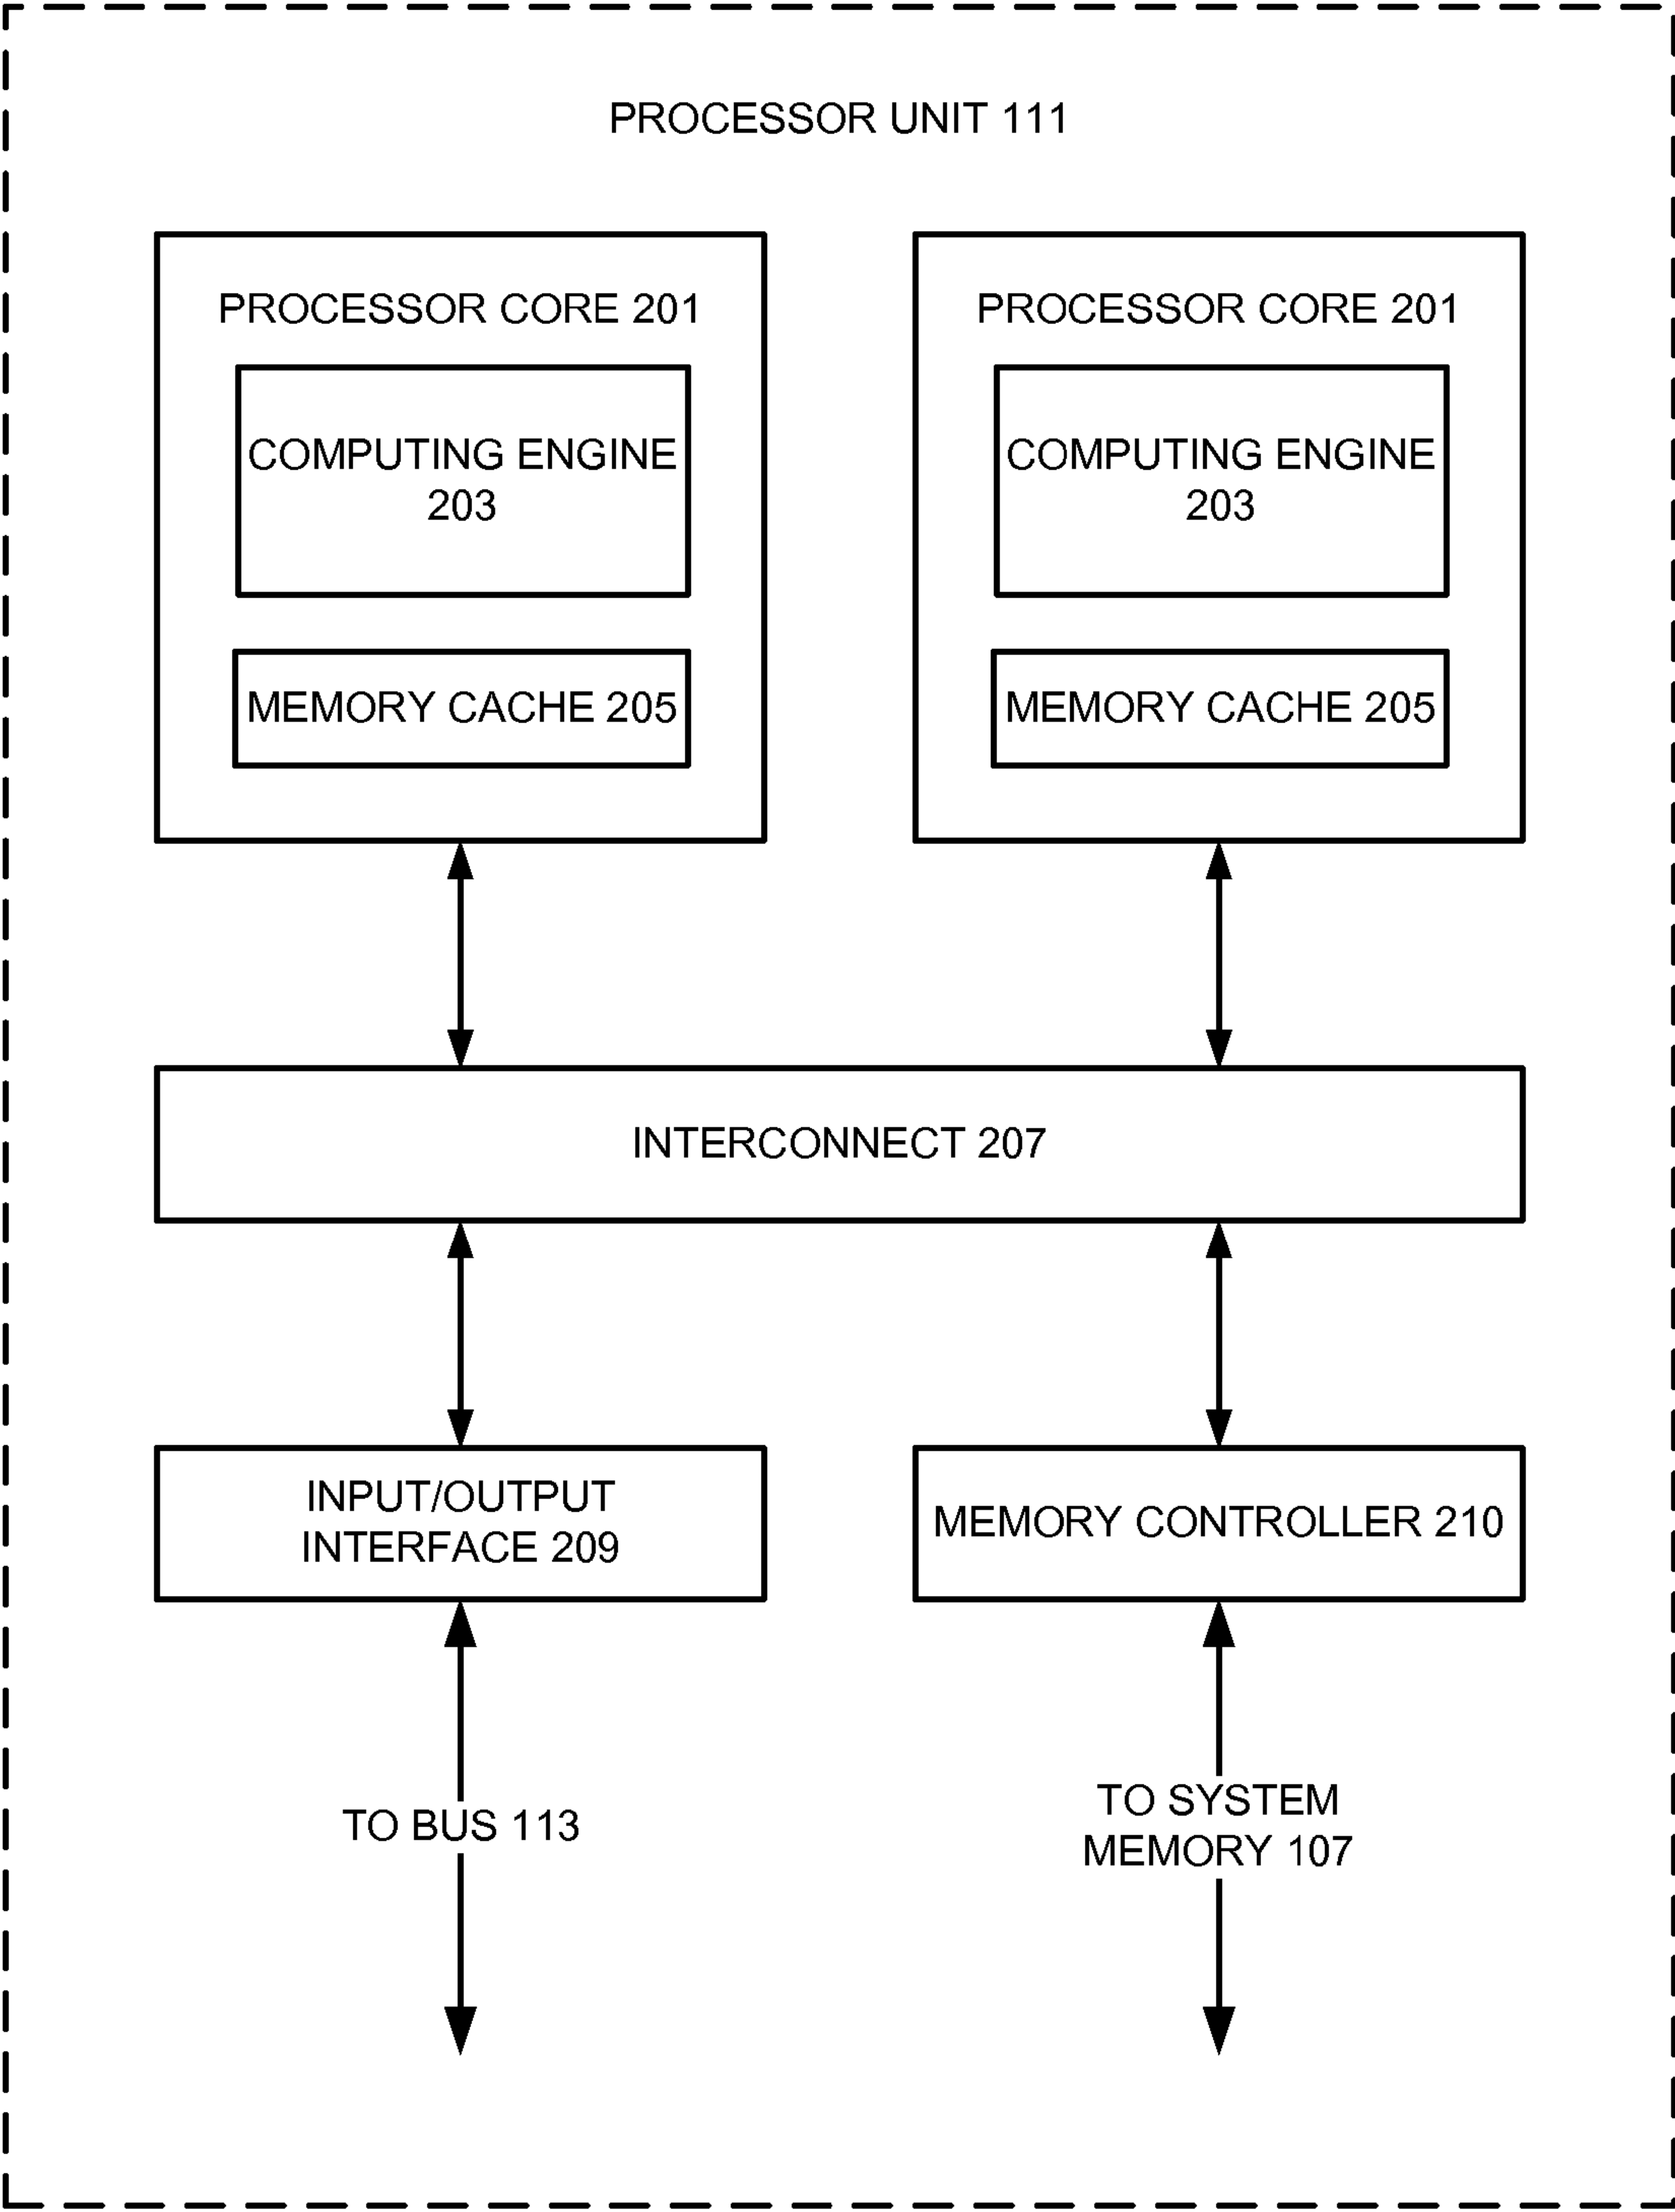 PROCESSOR UNIT 111
PROCESSOR CORE 201
COMPUTING ENGINE
203
MEMORY CACHE 205
PROCESSOR CORE 201
COMPUTING ENGINE
203
MEMORY CACHE 205
INTERCONNECT 207
INPUT/OUTPUT
INTERFACE 209
MEMORY CONTROLLER 210
TO BUS 113
TO SYSTEM
MEMORY 107